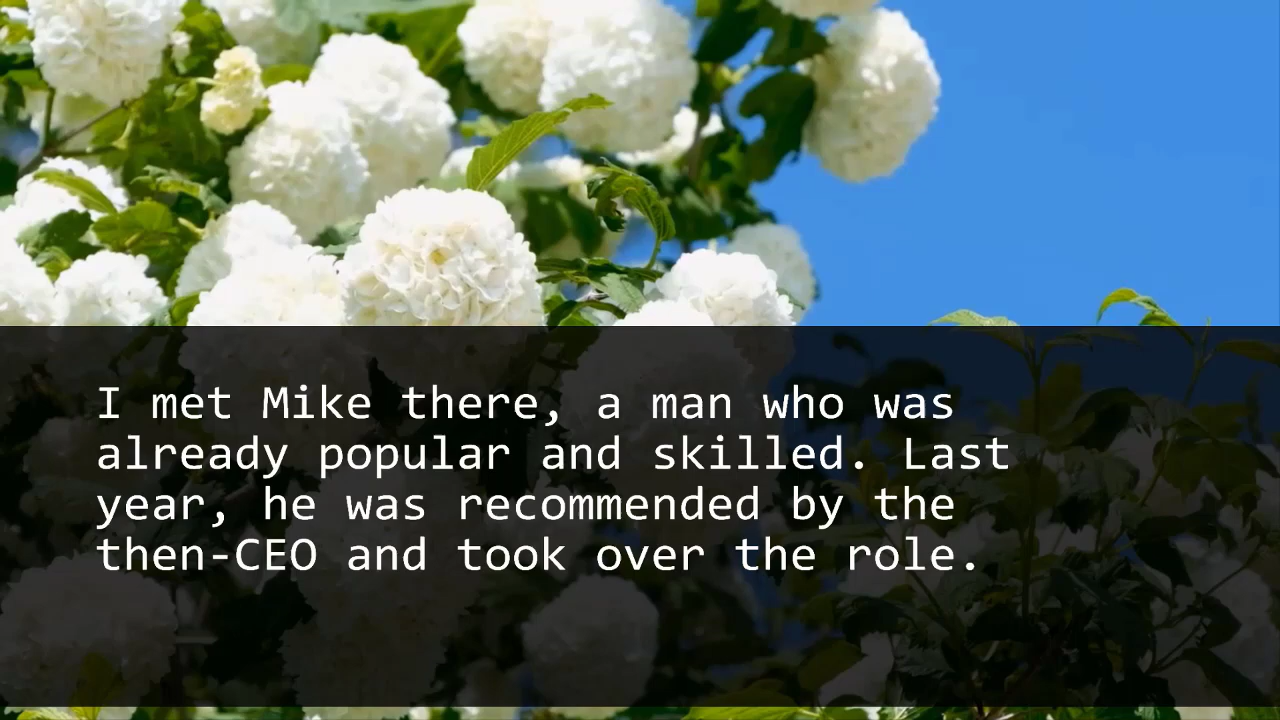 I met Mike there, a man who was
already popular and skilled. Last
year, he was recommended by the
then-CEO and took over the role.